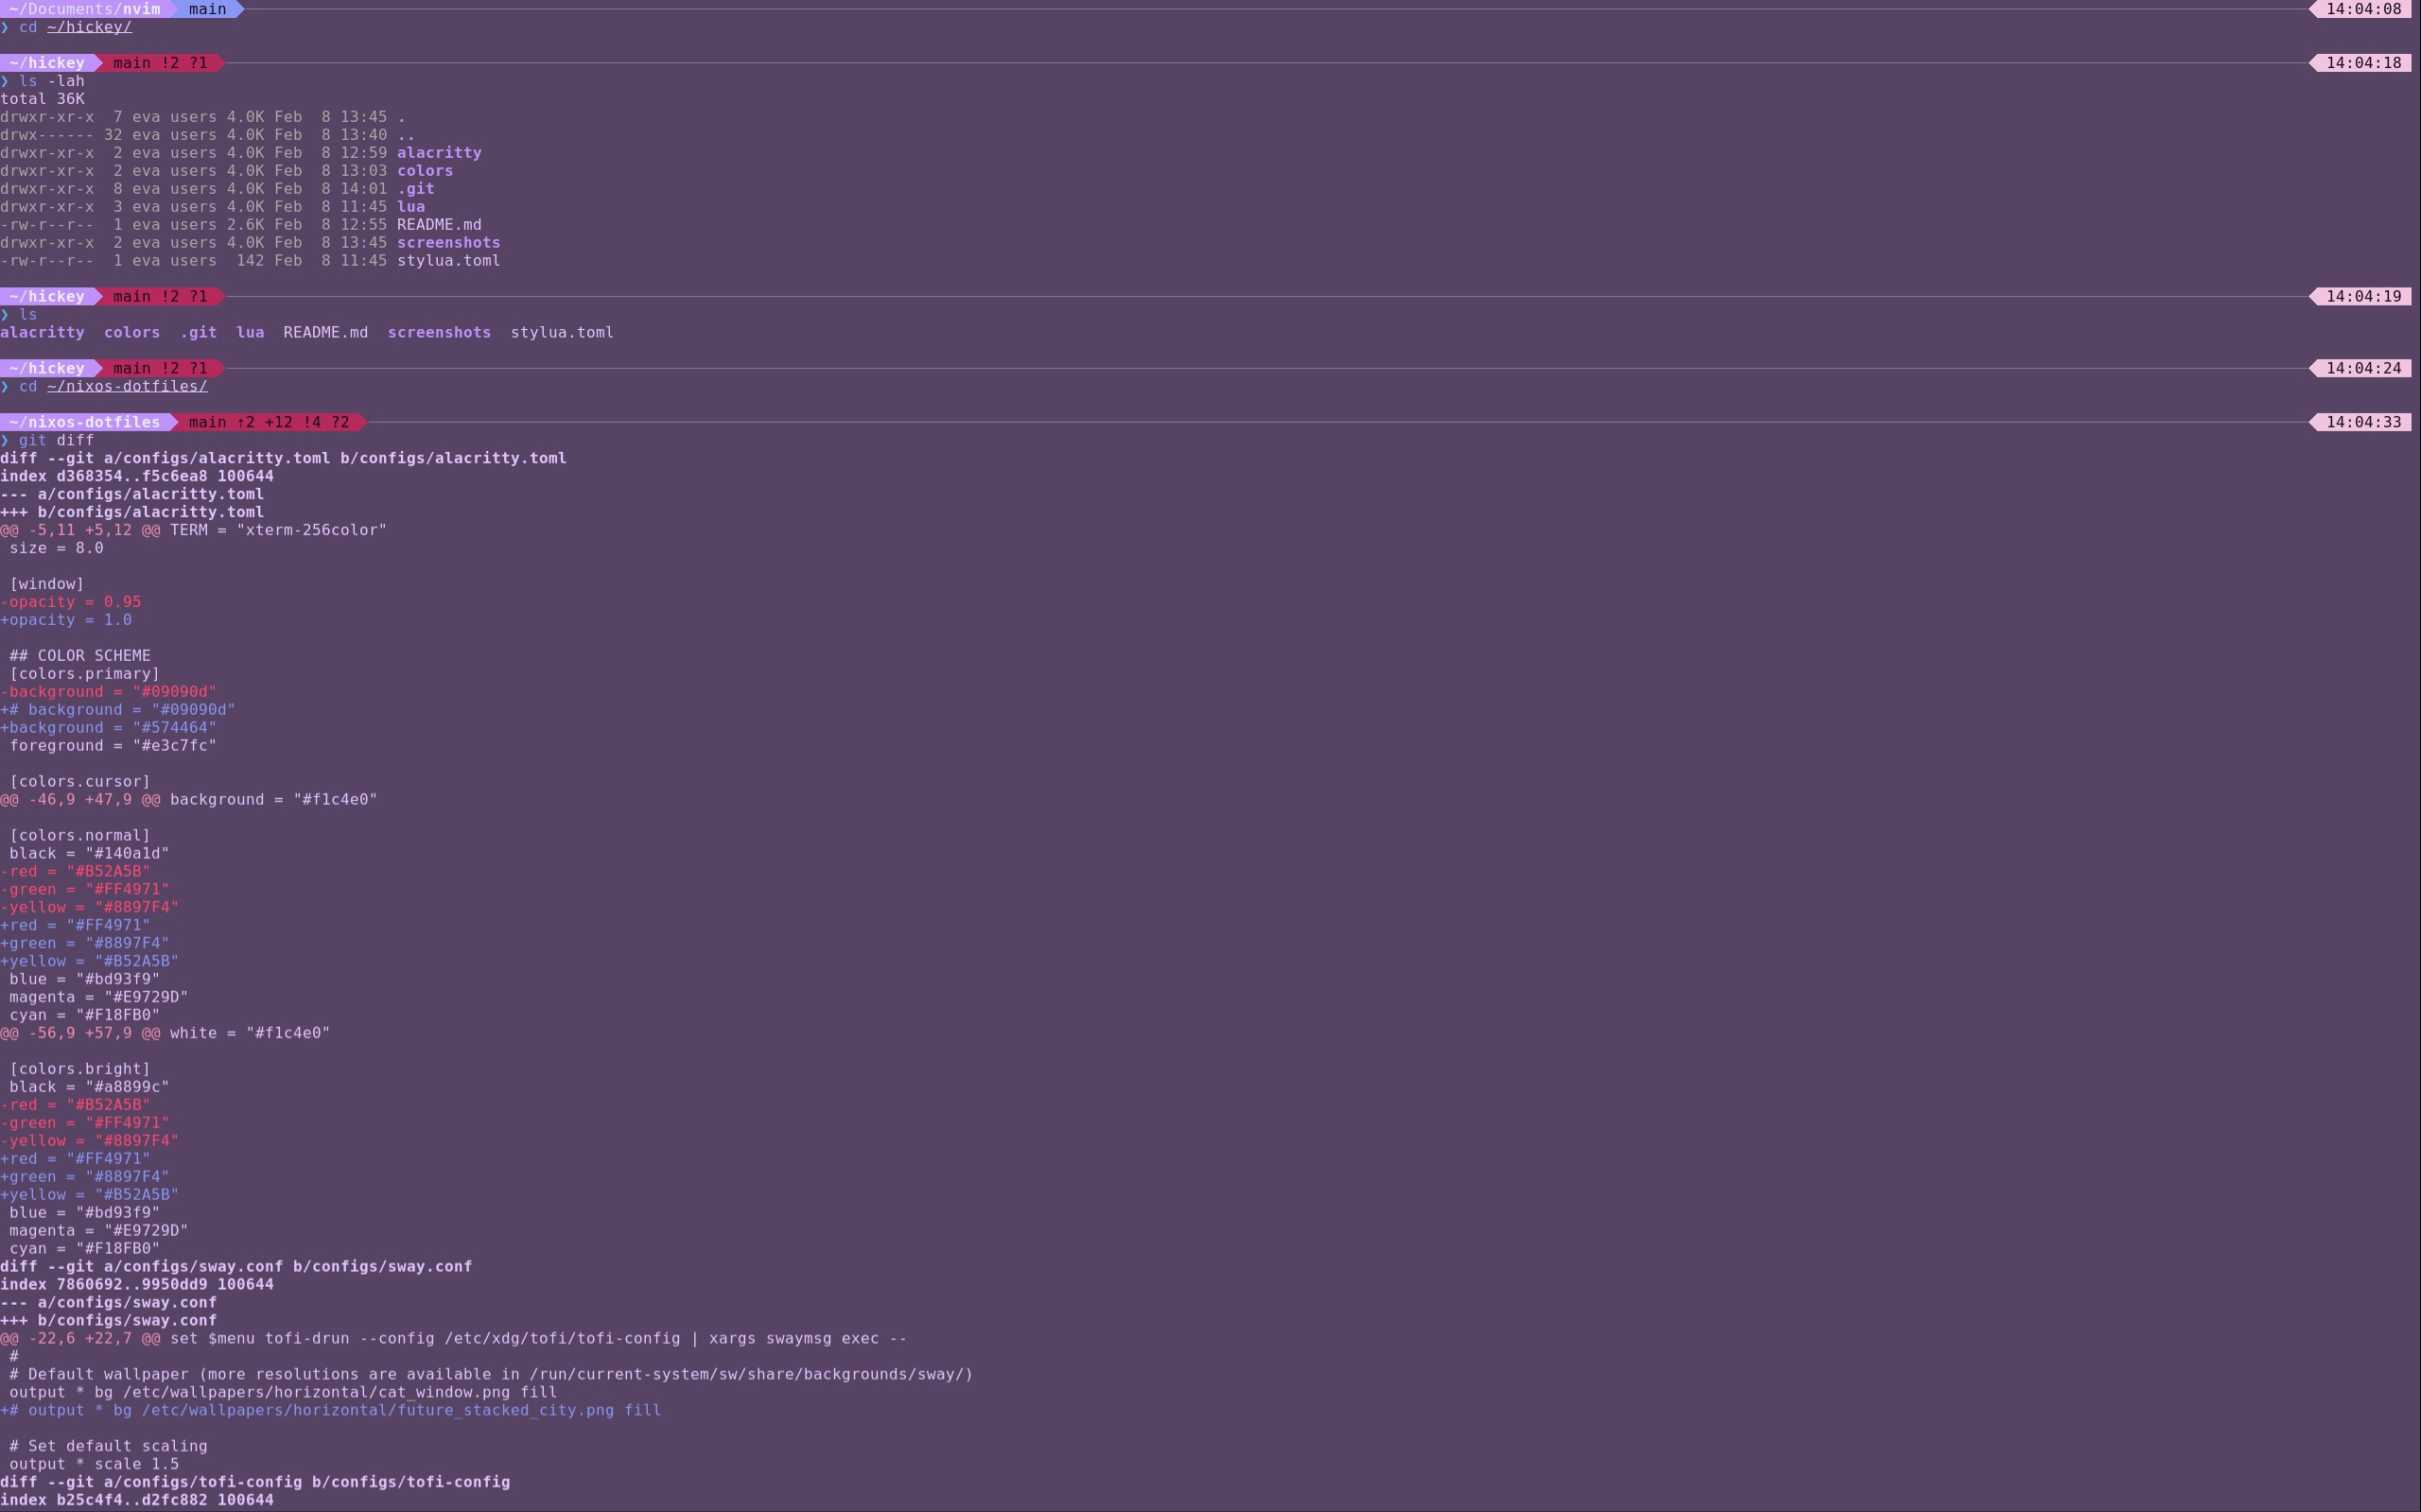 ~/Documents/nvim main 14:04:08
❯ cd ~/hickey/
~/hickey main !2 ?1 14:04:18
❯ ls -lah
total 36K
drwxr-xr-x  7 eva users 4.0K Feb  8 13:45 .
drwx------ 32 eva users 4.0K Feb  8 13:40 ..
drwxr-xr-x  2 eva users 4.0K Feb  8 12:59 alacritty
drwxr-xr-x  2 eva users 4.0K Feb  8 13:03 colors
drwxr-xr-x  8 eva users 4.0K Feb  8 14:01 .git
drwxr-xr-x  3 eva users 4.0K Feb  8 11:45 lua
-rw-r--r--  1 eva users 2.6K Feb  8 12:55 README.md
drwxr-xr-x  2 eva users 4.0K Feb  8 13:45 screenshots
-rw-r--r--  1 eva users  142 Feb  8 11:45 stylua.toml
~/hickey main !2 ?1 14:04:19
❯ ls
alacritty  colors  .git  lua  README.md  screenshots  stylua.toml
~/hickey main !2 ?1 14:04:24
❯ cd ~/nixos-dotfiles/
~/nixos-dotfiles main ↑2 +12 !4 ?2 14:04:33
❯ git diff
diff --git a/configs/alacritty.toml b/configs/alacritty.toml
index d368354..f5c6ea8 100644
--- a/configs/alacritty.toml
+++ b/configs/alacritty.toml
@@ -5,11 +5,12 @@ TERM = "xterm-256color"
 size = 8.0
 [window]
-opacity = 0.95
+opacity = 1.0
 ## COLOR SCHEME
 [colors.primary]
-background = "#09090d"
+# background = "#09090d"
+background = "#574464"
 foreground = "#e3c7fc"
 [colors.cursor]
@@ -46,9 +47,9 @@ background = "#f1c4e0"
 [colors.normal]
 black = "#140a1d"
-red = "#B52A5B"
-green = "#FF4971"
-yellow = "#8897F4"
+red = "#FF4971"
+green = "#8897F4"
+yellow = "#B52A5B"
 blue = "#bd93f9"
 magenta = "#E9729D"
 cyan = "#F18FB0"
@@ -56,9 +57,9 @@ white = "#f1c4e0"
 [colors.bright]
 black = "#a8899c"
-red = "#B52A5B"
-green = "#FF4971"
-yellow = "#8897F4"
+red = "#FF4971"
+green = "#8897F4"
+yellow = "#B52A5B"
 blue = "#bd93f9"
 magenta = "#E9729D"
 cyan = "#F18FB0"
diff --git a/configs/sway.conf b/configs/sway.conf
index 7860692..9950dd9 100644
--- a/configs/sway.conf
+++ b/configs/sway.conf
@@ -22,6 +22,7 @@ set $menu tofi-drun --config /etc/xdg/tofi/tofi-config | xargs swaymsg exec --
 #
 # Default wallpaper (more resolutions are available in /run/current-system/sw/share/backgrounds/sway/)
 output * bg /etc/wallpapers/horizontal/cat_window.png fill
+# output * bg /etc/wallpapers/horizontal/future_stacked_city.png fill
 # Set default scaling
 output * scale 1.5
diff --git a/configs/tofi-config b/configs/tofi-config
index b25c4f4..d2fc882 100644